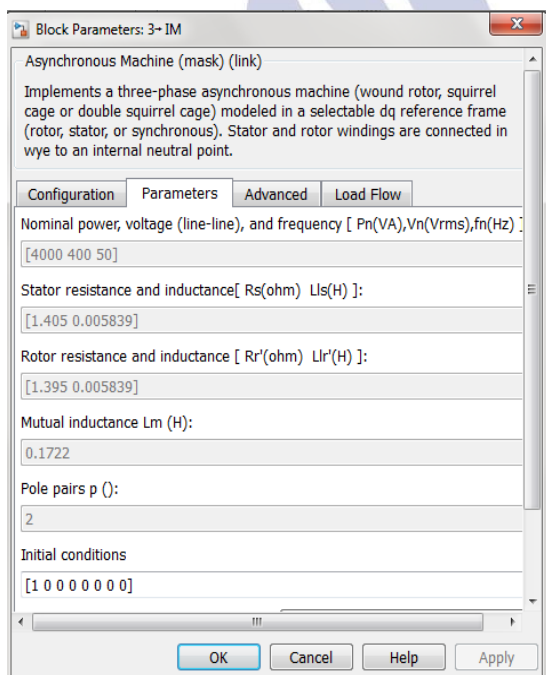 Block Parameters: 3→ IM
Asynchronous Machine (mask) (link)
Implements a three-phase asynchronous machine (wound rotor, squirrel
cage or double squirrel cage) modeled in a selectable dq reference frame
(rotor, stator, or synchronous). Stator and rotor windings are connected in
wye to an internal neutral point.
Configuration Parameters Advanced Load Flow
Nominal power, voltage (line-line), and frequency [ Pn(VA),Vn(Vrms),fn(Hz) ]
[4000 400 50]
Stator resistance and inductance[ Rs(ohm) Lls(H) ]:
[1.405 0.005839]
Rotor resistance and inductance [ Rr'(ohm) Llr'(H) ]:
[1.395 0.005839]
Mutual inductance Lm (H):
0.1722
Pole pairs p ():
2
Initial conditions
[1 0 0 0 0 0 0 0]
OK Cancel Help Apply